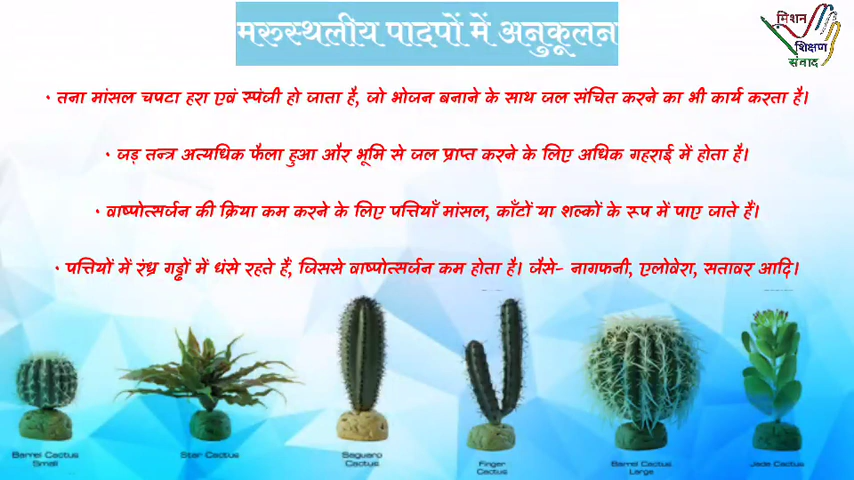 मरुस्थलीय पादपों में अनुकूलन
मिशन
शिक्षण
संवाद
• तना मांसल चपटा हरा एवं स्पंजी हो जाता है, जो भोजन बनाने के साथ जल संचित करने का भी कार्य करता है।
• जड़ तन्त्र अत्यधिक फैला हुआ और भूमि से जल प्राप्त करने के लिए अधिक गहराई में होता है।
• वाष्पोत्सर्जन की क्रिया कम करने के लिए पत्तियाँ मांसल, काँटों या शल्कों के रूप में पाए जाते हैं।
• पत्तियों में रंध्र गड्ढों में धंसे रहते हैं, जिससे वाष्पोत्सर्जन कम होता है। जैसे- नागफनी, एलोवेरा, सतावर आदि।
Barrel Cactus
Small
Star Cactus
Saguaro
Cactus
Finger
Cactus
Barrel Cactus
Large
Jade Cactus